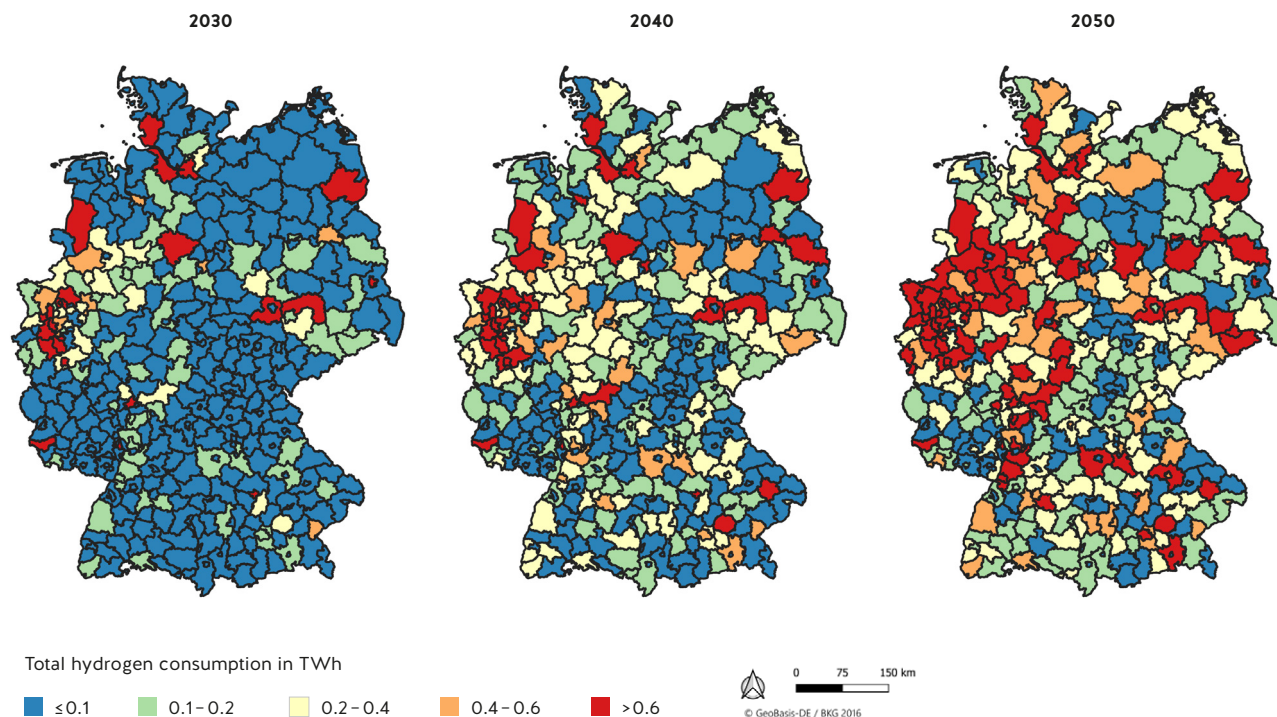 2030
2040
2050
Total hydrogen consumption in TWh
≤0.1
0.1–0.2
0.2–0.4
0.4–0.6
>0.6
0 75 150 km
© GeoBasis-DE / BKG 2016